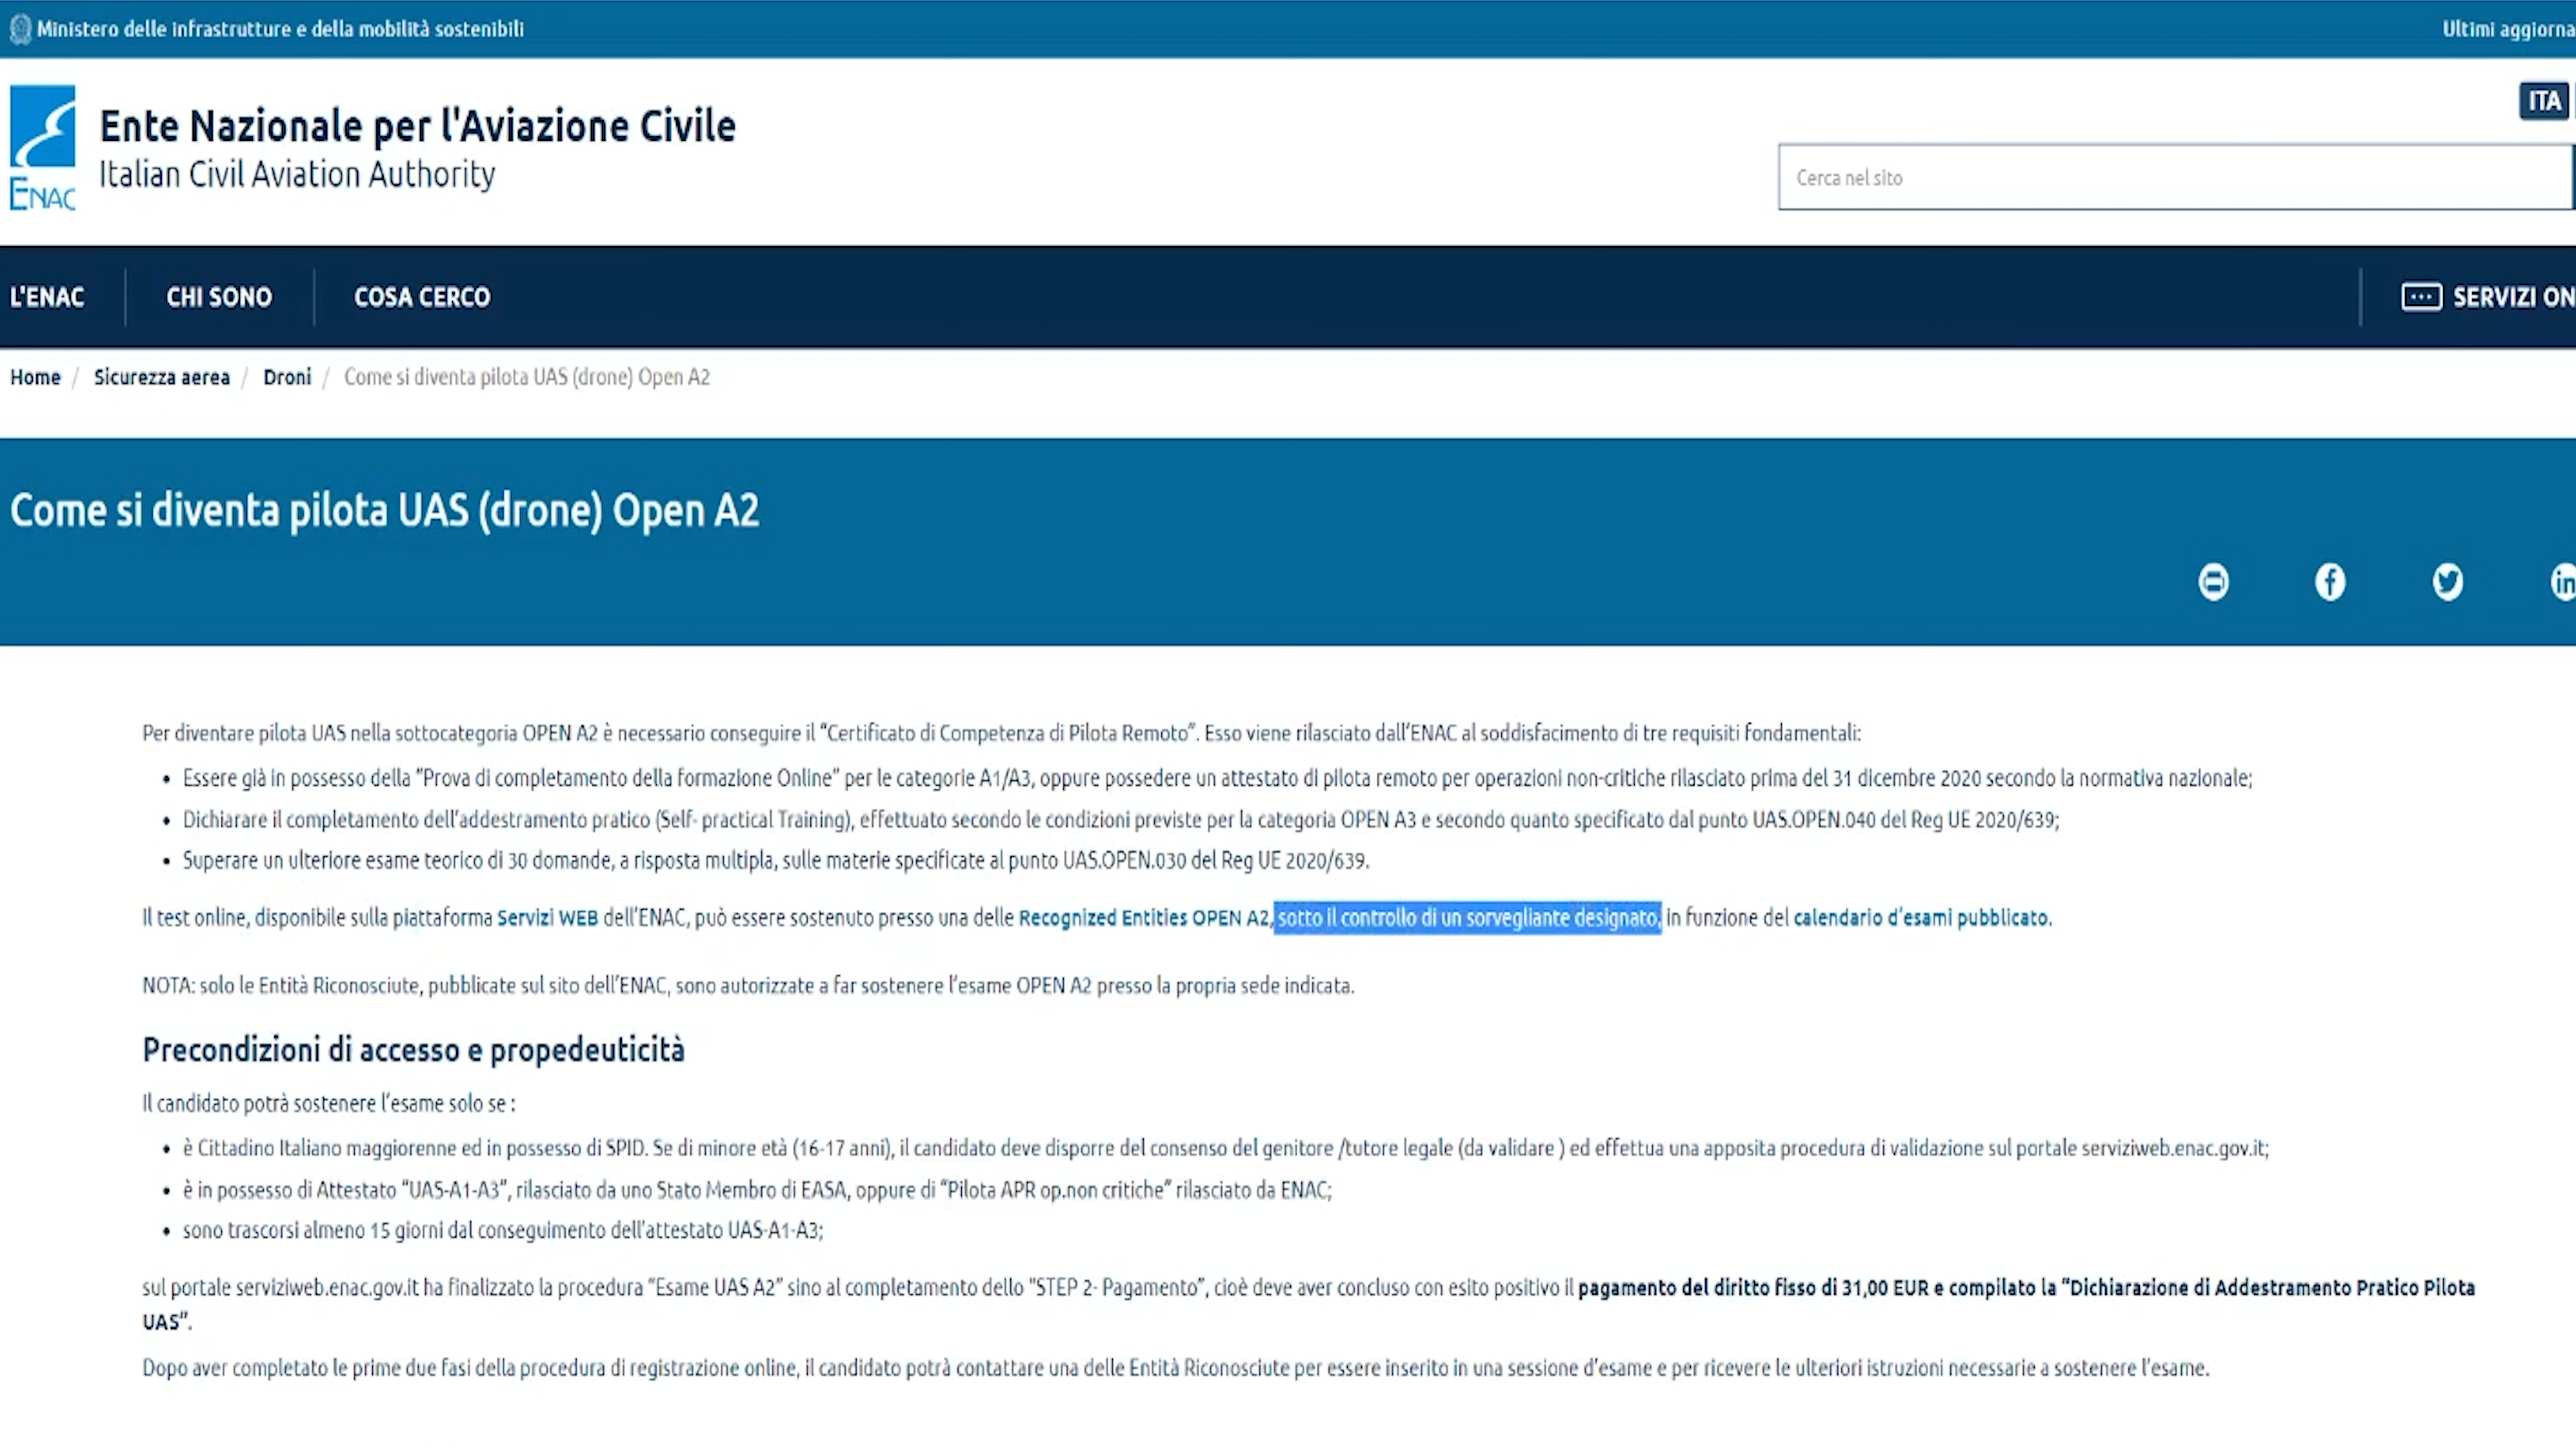 Ministero delle infrastrutture e della mobilità sostenibili
Ultimi aggiorna
ENAC
Ente Nazionale per l'Aviazione Civile
Italian Civil Aviation Authority
ITA
Cerca nel sito
L'ENAC
CHI SONO
COSA CERCO
SERVIZI ON
Home / Sicurezza aerea / Droni / Come si diventa pilota UAS (drone) Open A2
Come si diventa pilota UAS (drone) Open A2
Per diventare pilota UAS nella sottocategoria OPEN A2 è necessario conseguire il “Certificato di Competenza di Pilota Remoto”. Esso viene rilasciato dall’ENAC al soddisfacimento di tre requisiti fondamentali:
• Essere già in possesso della “Prova di completamento della formazione Online” per le categorie A1/A3, oppure possedere un attestato di pilota remoto per operazioni non-critiche rilasciato prima del 31 dicembre 2020 secondo la normativa nazionale;
• Dichiarare il completamento dell’addestramento pratico (Self- practical Training), effettuato secondo le condizioni previste per la categoria OPEN A3 e secondo quanto specificato dal punto UAS.OPEN.040 del Reg UE 2020/639;
• Superare un ulteriore esame teorico di 30 domande, a risposta multipla, sulle materie specificate al punto UAS.OPEN.030 del Reg UE 2020/639.
Il test online, disponibile sulla piattaforma Servizi WEB dell’ENAC, può essere sostenuto presso una delle Recognized Entities OPEN A2, sotto il controllo di un sorvegliante designato, in funzione del calendario d’esami pubblicato.
NOTA: solo le Entità Riconosciute, pubblicate sul sito dell’ENAC, sono autorizzate a far sostenere l’esame OPEN A2 presso la propria sede indicata.
Precondizioni di accesso e propedeuticità
Il candidato potrà sostenere l’esame solo se :
• è Cittadino Italiano maggiorenne ed in possesso di SPID. Se di minore età (16-17 anni), il candidato deve disporre del consenso del genitore /tutore legale (da validare ) ed effettua una apposita procedura di validazione sul portale serviziweb.enac.gov.it;
• è in possesso di Attestato “UAS-A1-A3”, rilasciato da uno Stato Membro di EASA, oppure di “Pilota APR op.non critiche” rilasciato da ENAC;
• sono trascorsi almeno 15 giorni dal conseguimento dell’attestato UAS-A1-A3;
sul portale serviziweb.enac.gov.it ha finalizzato la procedura “Esame UAS A2” sino al completamento dello “STEP 2- Pagamento”, cioè deve aver concluso con esito positivo il pagamento del diritto fisso di 31,00 EUR e compilato la “Dichiarazione di Addestramento Pratico Pilota
UAS”.
Dopo aver completato le prime due fasi della procedura di registrazione online, il candidato potrà contattare una delle Entità Riconosciute per essere inserito in una sessione d’esame e per ricevere le ulteriori istruzioni necessarie a sostenere l’esame.